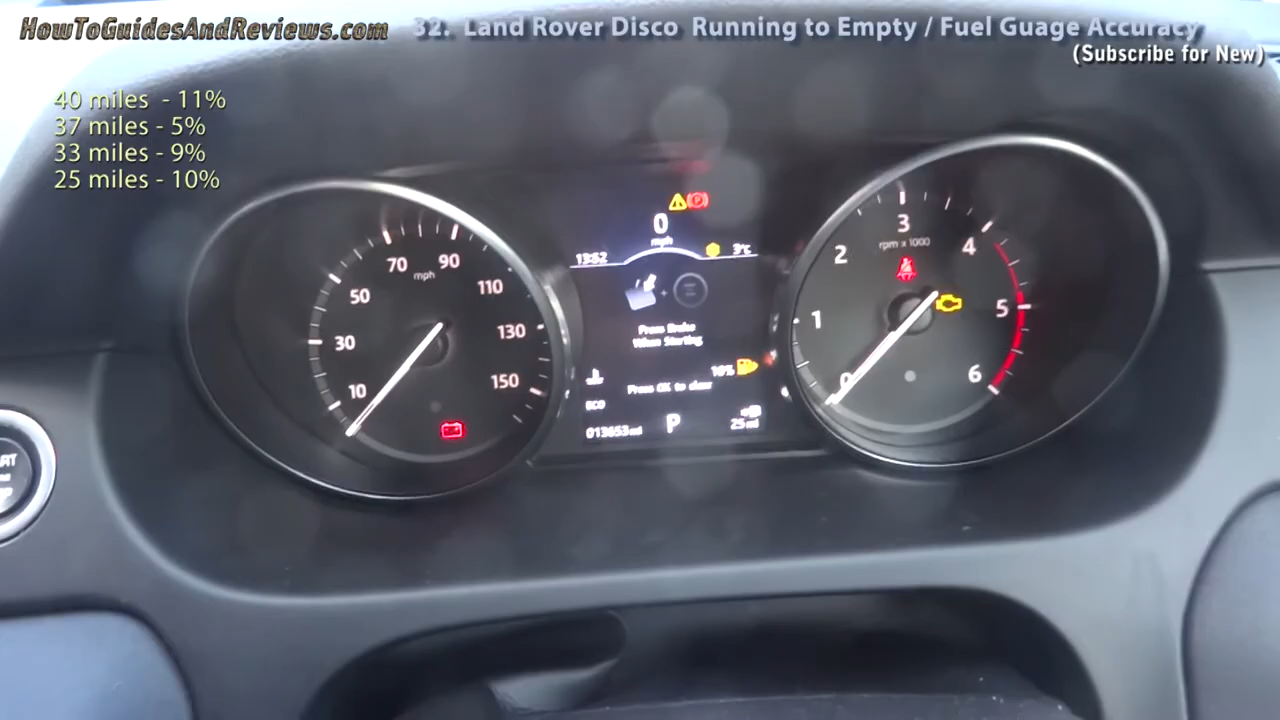 HowToGuidesAndReviews.com
32. Land Rover Disco Running to Empty / Fuel Guage Accuracy
(Subscribe for New)
40 miles - 11%
37 miles - 5%
33 miles - 9%
25 miles - 10%
10
30
50
70
90
110
130
150
mph
0
mph
13:52
3°C
Press Brake
When Starting
10%
Press OK to clear
ECO
013653mi
P
25mi
0
1
2
3
4
5
6
rpm x 1000